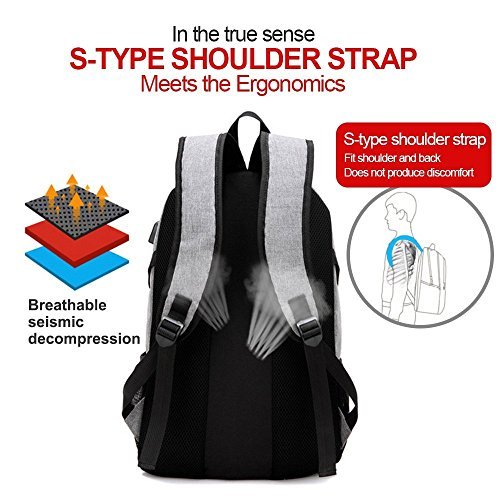 In the true sense
S-TYPE SHOULDER STRAP
Meets the Ergonomics
S-type shoulder strap
Fit shoulder and back
Does not produce discomfort
Breathable
seismic
decompression